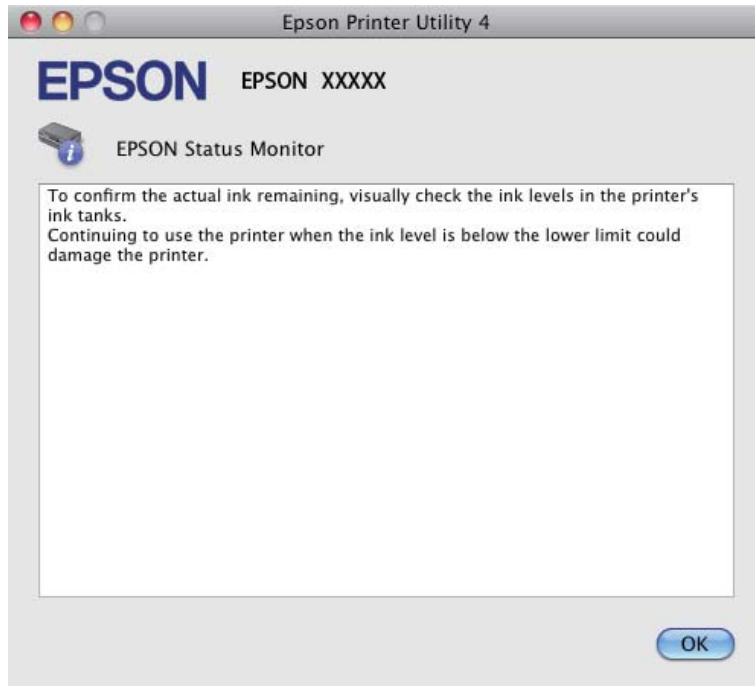 Epson Printer Utility 4
EPSON EPSON XXXXX
EPSON Status Monitor
To confirm the actual ink remaining, visually check the ink levels in the printer's
ink tanks.
Continuing to use the printer when the ink level is below the lower limit could
damage the printer.
OK